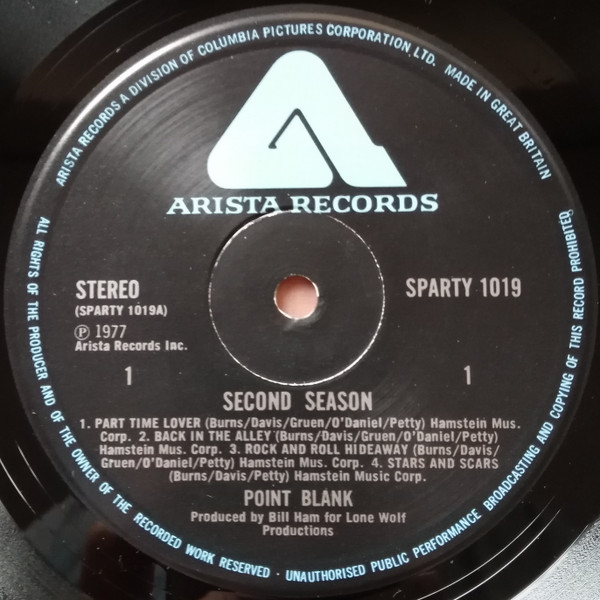 ARISTA RECORDS A DIVISION OF COLUMBIA PICTURES CORPORATION, LTD. MADE IN GREAT BRITAIN
ARISTA RECORDS
STEREO
SPARTY 1019
(SPARTY 1019A)
℗ 1977
Arista Records Inc.
1
1
SECOND SEASON
1. PART TIME LOVER (Burns/Davis/Gruen/O'Daniel/Petty) Hamstein Mus.
Corp. 2. BACK IN THE ALLEY (Burns/Davis/Gruen/O'Daniel/Petty)
Hamstein Mus. Corp. 3. ROCK AND ROLL HIDEAWAY (Burns/Davis/
Gruen/O'Daniel/Petty) Hamstein Mus. Corp. 4. STARS AND SCARS
(Burns/Davis/Petty) Hamstein Music Corp.
POINT BLANK
Produced by Bill Ham for Lone Wolf
Productions
ALL RIGHTS OF THE PRODUCER AND OF THE OWNER OF THE RECORDED WORK RESERVED · UNAUTHORISED PUBLIC PERFORMANCE BROADCASTING AND COPYING OF THIS RECORD PROHIBITED